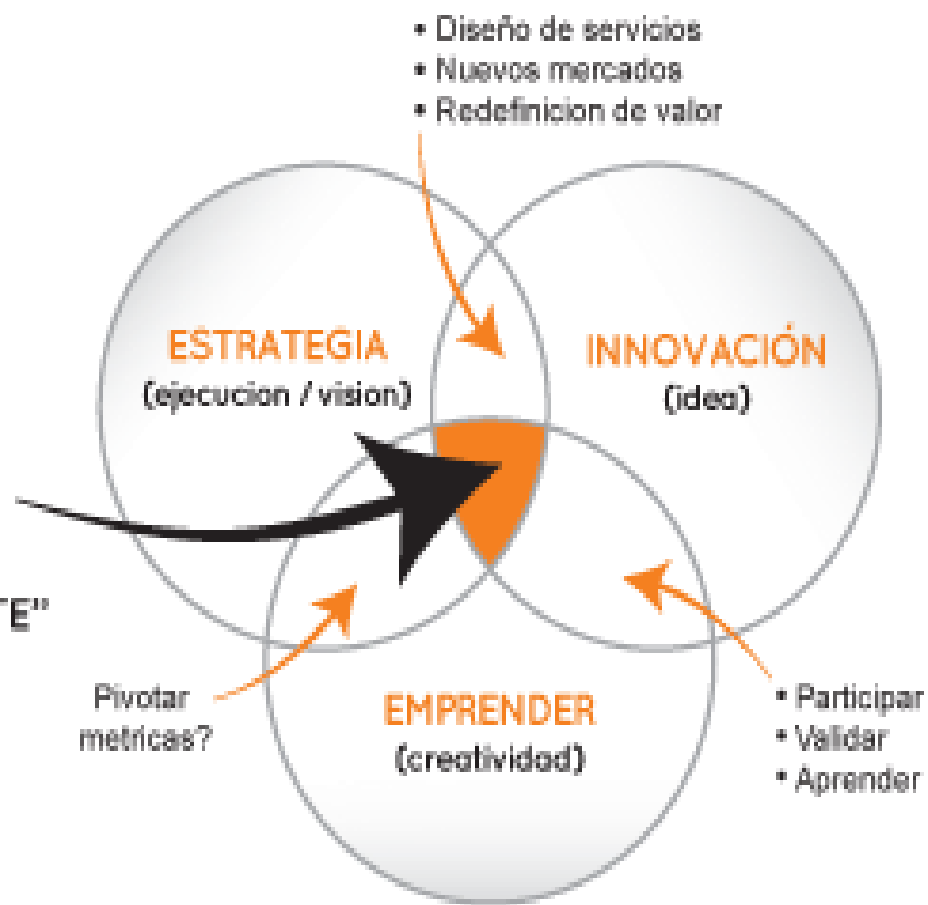 • Diseño de servicios
• Nuevos mercados
• Redefinicion de valor
ESTRATEGIA
(ejecucion / vision)
INNOVACIÓN
(idea)
TE"
Pivotar
metricas?
EMPRENDER
(creatividad)
• Participar
• Validar
• Aprender